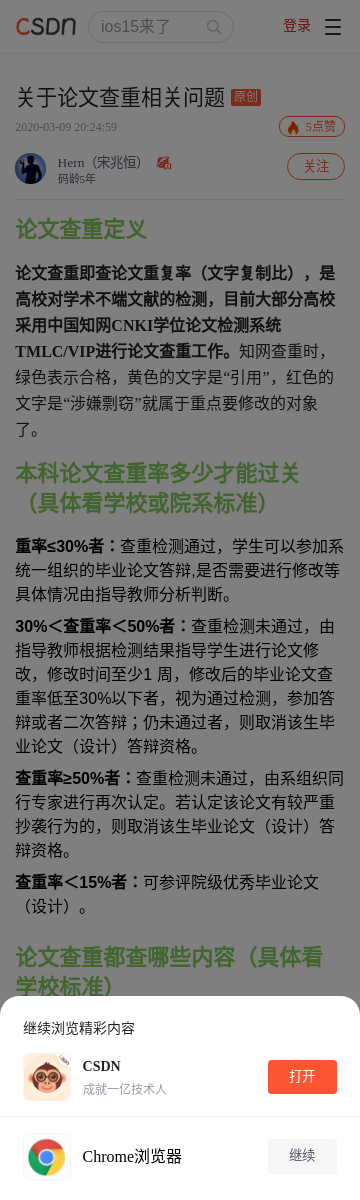 CSDN
ios15来了
登录
关于论文查重相关问题 原创
2020-03-09 20:24:59
5点赞
Hern（宋兆恒）
码龄5年
关注
论文查重定义
论文查重即查论文重复率（文字复制比），是
高校对学术不端文献的检测，目前大部分高校
采用中国知网CNKI学位论文检测系统
TMLC/VIP进行论文查重工作。知网查重时，
绿色表示合格，黄色的文字是“引用”，红色的
文字是“涉嫌剽窃”就属于重点要修改的对象
了。
本科论文查重率多少才能过关
（具体看学校或院系标准）
重率≤30%者：查重检测通过，学生可以参加系
统一组织的毕业论文答辩,是否需要进行修改等
具体情况由指导教师分析判断。
30%＜查重率＜50%者：查重检测未通过，由
指导教师根据检测结果指导学生进行论文修
改，修改时间至少1 周，修改后的毕业论文查
重率低至30%以下者，视为通过检测，参加答
辩或者二次答辩；仍未通过者，则取消该生毕
业论文（设计）答辩资格。
查重率≥50%者：查重检测未通过，由系组织同
行专家进行再次认定。若认定该论文有较严重
抄袭行为的，则取消该生毕业论文（设计）答
辩资格。
查重率＜15%者：可参评院级优秀毕业论文
（设计）。
论文查重都查哪些内容（具体看
学校标准）
继续浏览精彩内容
CSDN
成就一亿技术人
打开
Chrome浏览器
继续